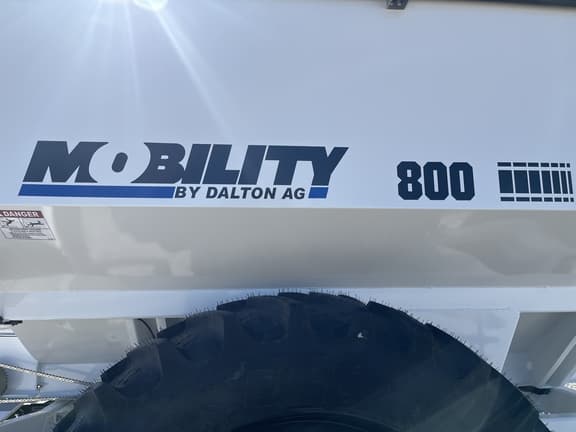 MOBILITY
BY DALTON AG
800
DANGER